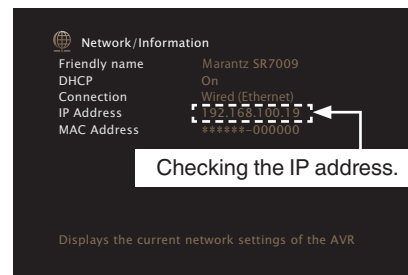 Network/Information
Friendly name Marantz SR7009
DHCP On
Connection Wired (Ethernet)
IP Address 192.168.100.19
MAC Address ******-000000
Checking the IP address.
Displays the current network settings of the AVR